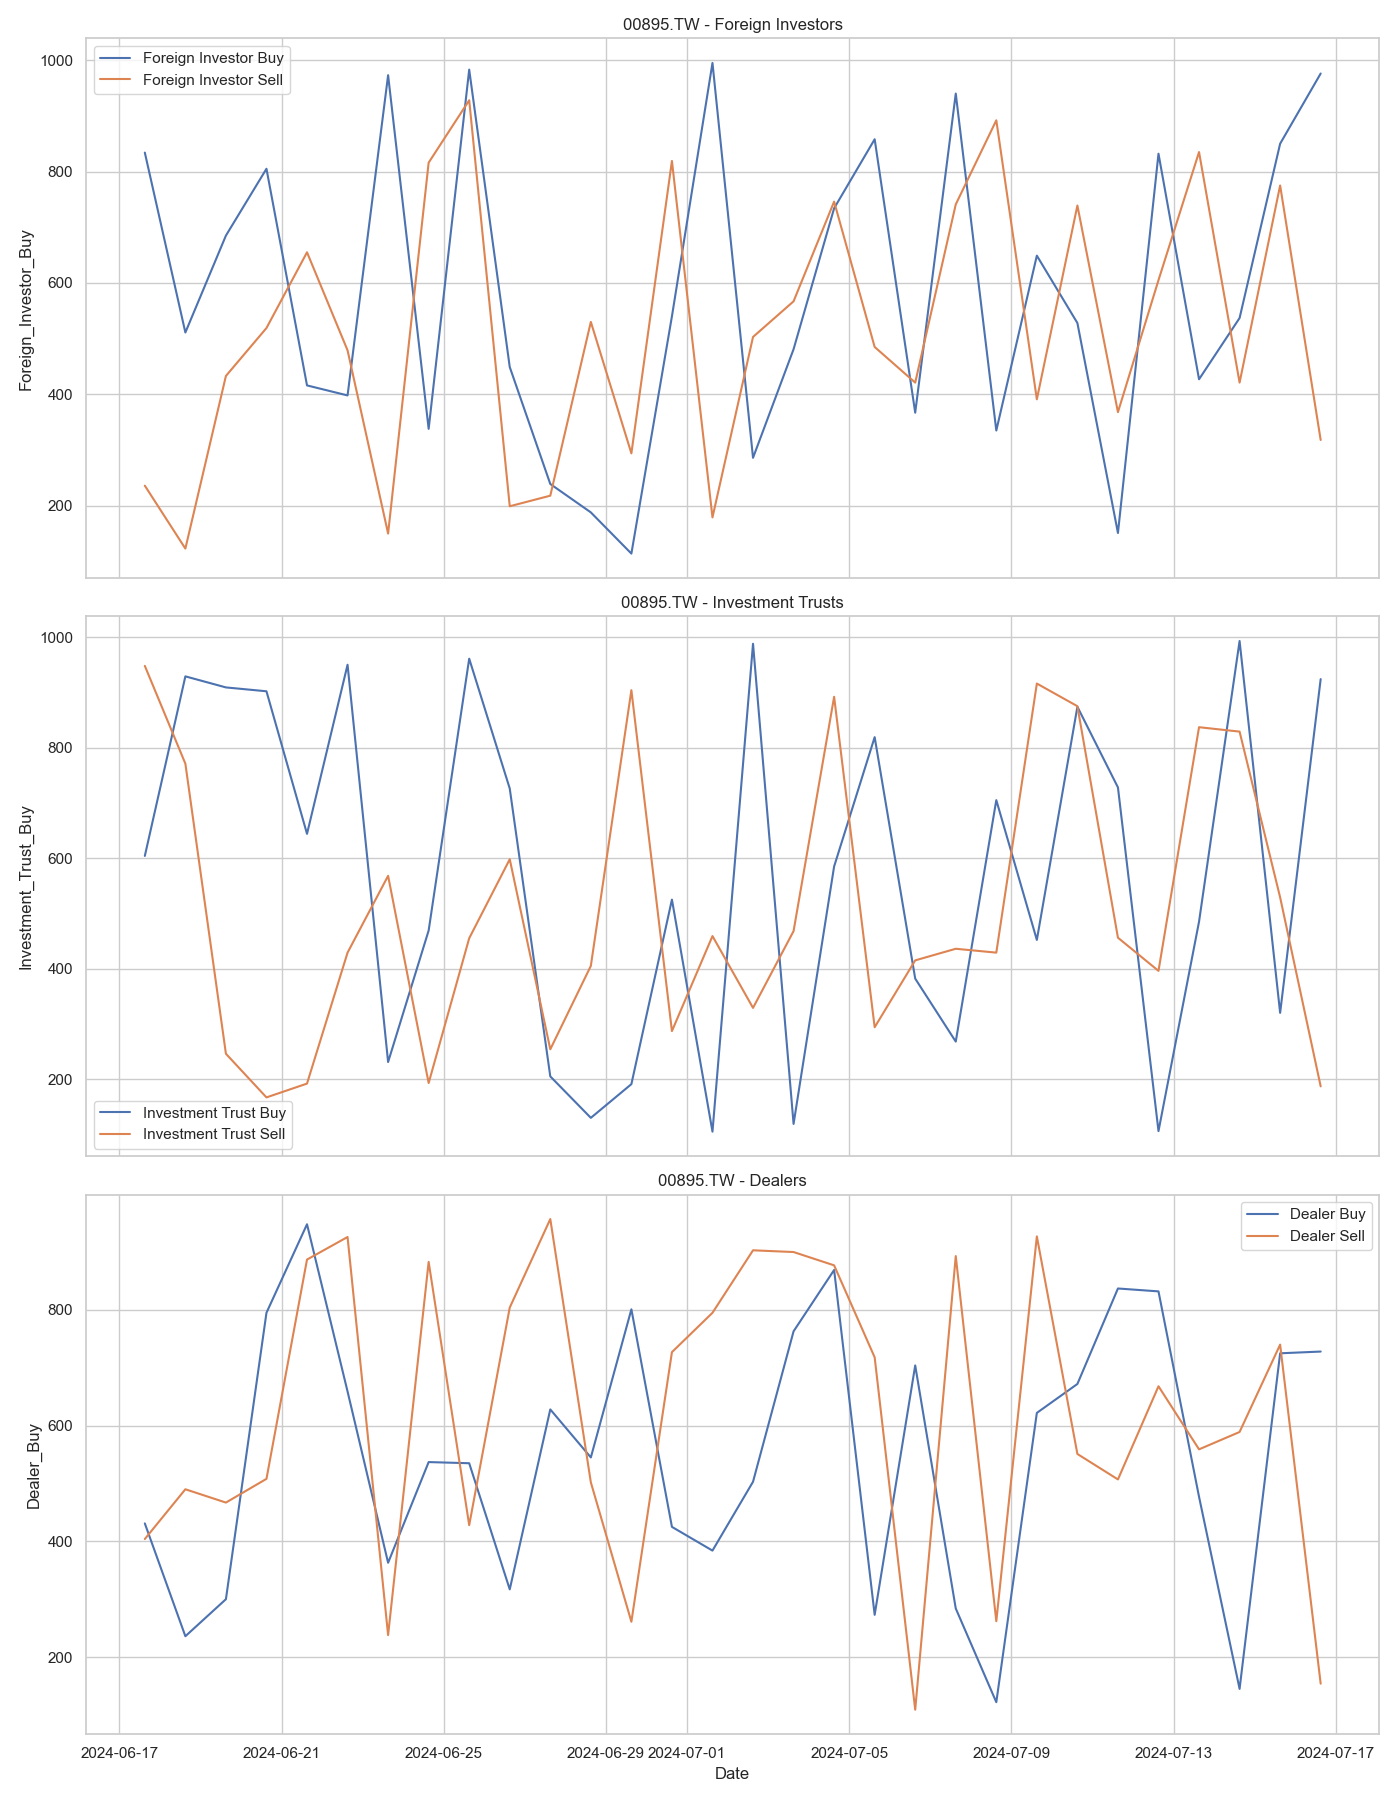 00895.TW - Foreign Investors
Foreign Investor Buy
Foreign Investor Sell
1000
800
600
400
200
Foreign_Investor_Buy
00895.TW - Investment Trusts
1000
800
600
400
200
Investment_Trust_Buy
Investment Trust Buy
Investment Trust Sell
00895.TW - Dealers
Dealer Buy
Dealer Sell
800
600
400
200
Dealer_Buy
2024-06-17 2024-06-21 2024-06-25 2024-06-29 2024-07-01 2024-07-05 2024-07-09 2024-07-13 2024-07-17
Date